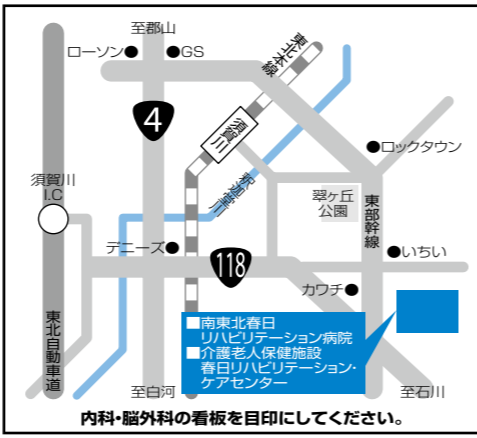 至郡山
ローソン
GS
東北本線
4
須賀川
ロックタウン
須賀川
I.C
釈迦堂川
翠ヶ丘
公園
東部幹線
デニーズ
118
いちい
カワチ
東北自動車道
■南東北春日
リハビリテーション病院
■介護老人保健施設
春日リハビリテーション・
ケアセンター
至白河
至石川
内科・脳外科の看板を目印にしてください。